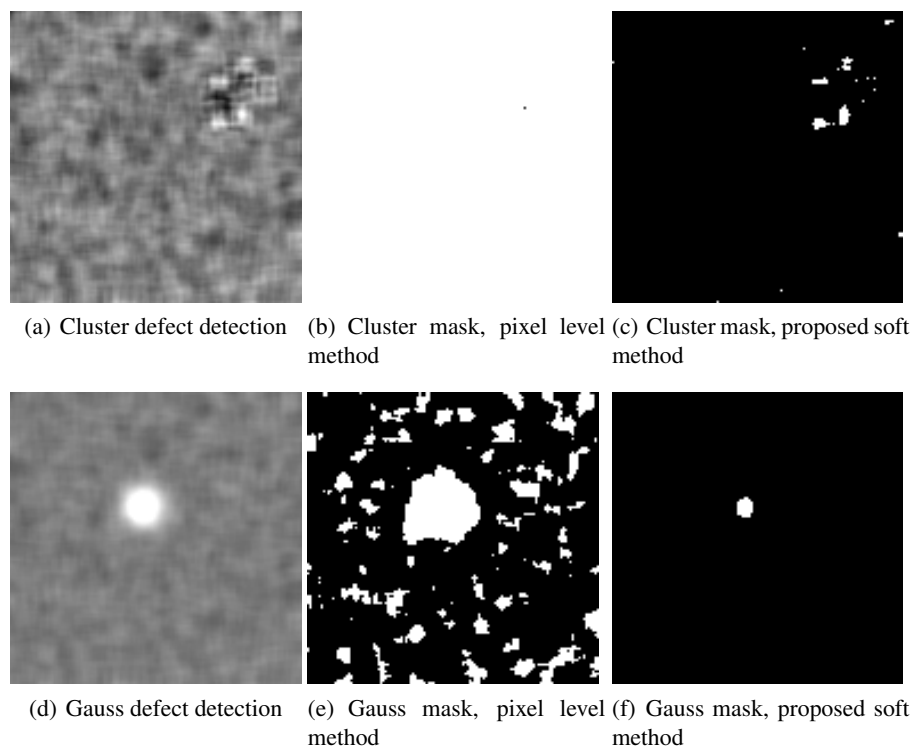 (a) Cluster defect detection
(b) Cluster mask, pixel level method
(c) Cluster mask, proposed soft method
(d) Gauss defect detection
(e) Gauss mask, pixel level method
(f) Gauss mask, proposed soft method